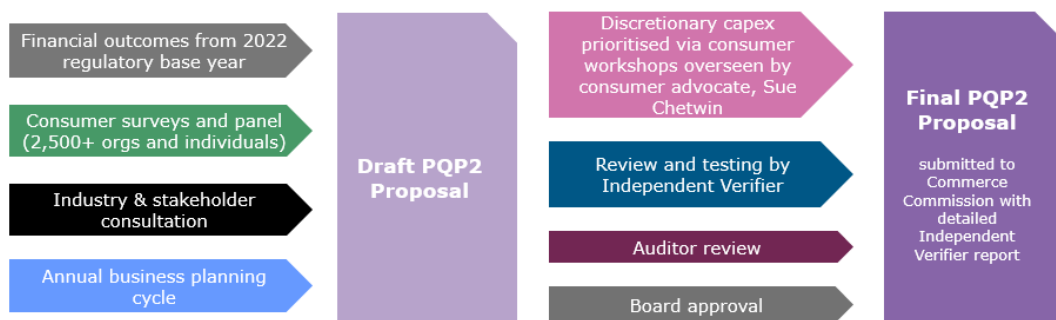 Financial outcomes from 2022
regulatory base year
Consumer surveys and panel
(2,500+ orgs and individuals)
Industry & stakeholder
consultation
Annual business planning
cycle
Draft PQP2
Proposal
Discretionary capex
prioritised via consumer
workshops overseen by
consumer advocate, Sue
Chetwin
Review and testing by
Independent Verifier
Auditor review
Board approval
Final PQP2
Proposal
submitted to
Commerce
Commission with
detailed
Independent
Verifier report